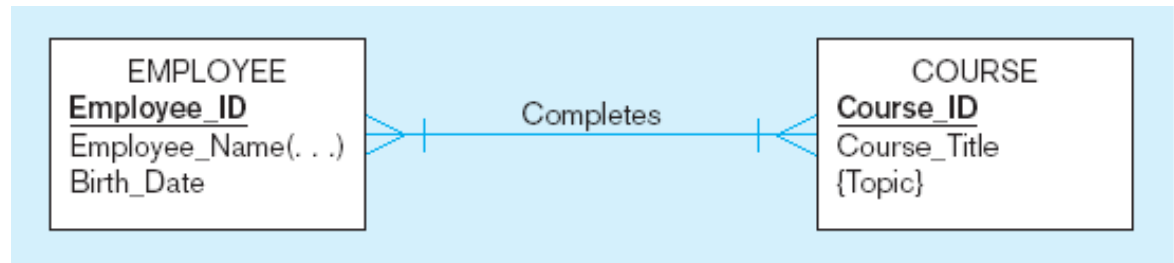 EMPLOYEE
Employee_ID
Employee_Name(. . .)
Birth_Date
Completes
COURSE
Course_ID
Course_Title
{Topic}